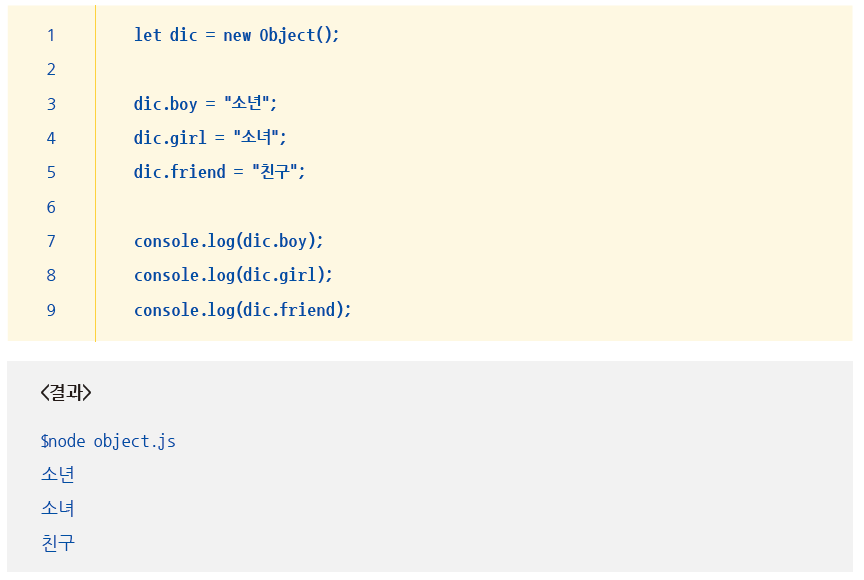 1 let dic = new Object();
2
3 dic.boy = "소년";
4 dic.girl = "소녀";
5 dic.friend = "친구";
6
7 console.log(dic.boy);
8 console.log(dic.girl);
9 console.log(dic.friend);
<결과>
$node object.js
소년
소녀
친구